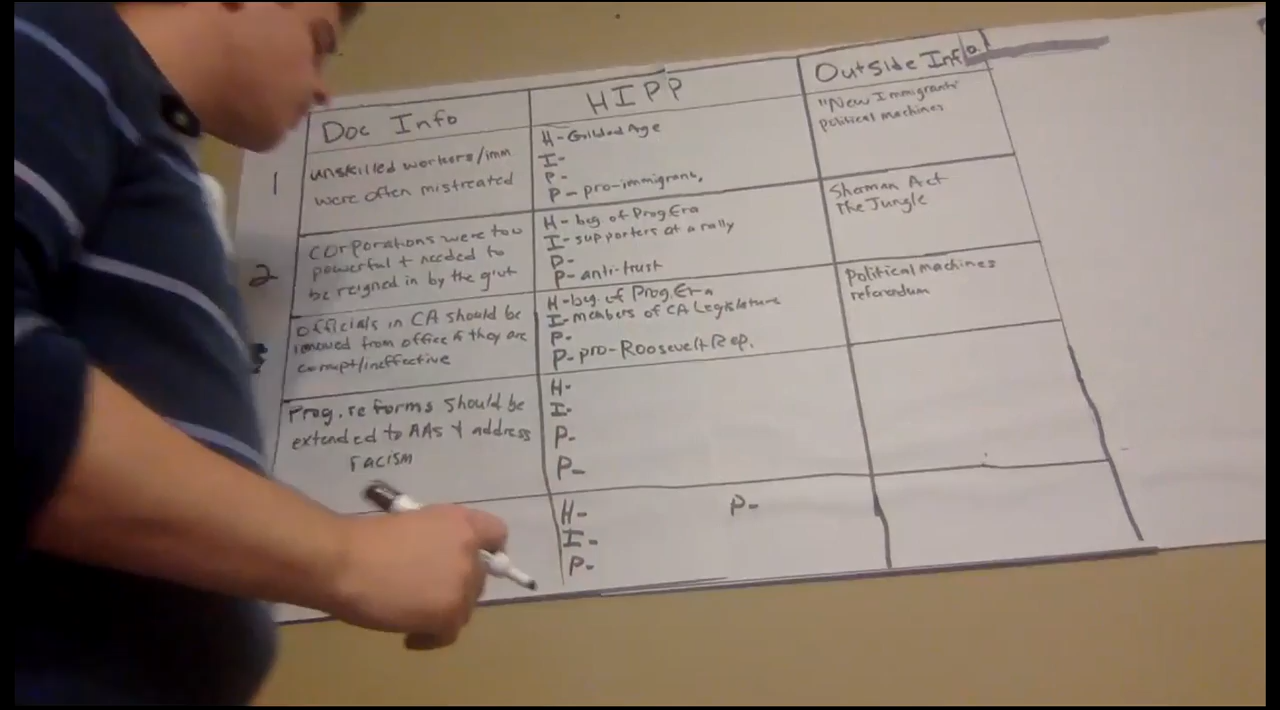 Doc Info
HIPP
Outside Info.
1
unskilled workers/imm
were often mistreated
H- Gilded Age
I-
P-
P- pro-immigrant,
"New Immigrants"
political machines
2
corporations were too
powerful + needed to
be reigned in by the gvt
H- beg of Prog Era
I- supporters at a rally
P-
P- anti-trust
Sherman Act
The Jungle
officials in CA should be
removed from office if they are
corrupt/ineffective
H- beg. of Prog. Era
I- members of CA Legislature
P-
P- pro-Roosevelt Rep.
Political machines
referendum
Prog. reforms should be
extended to AAs + address
racism
H-
I-
P-
P-
H-
I-
P-
P-